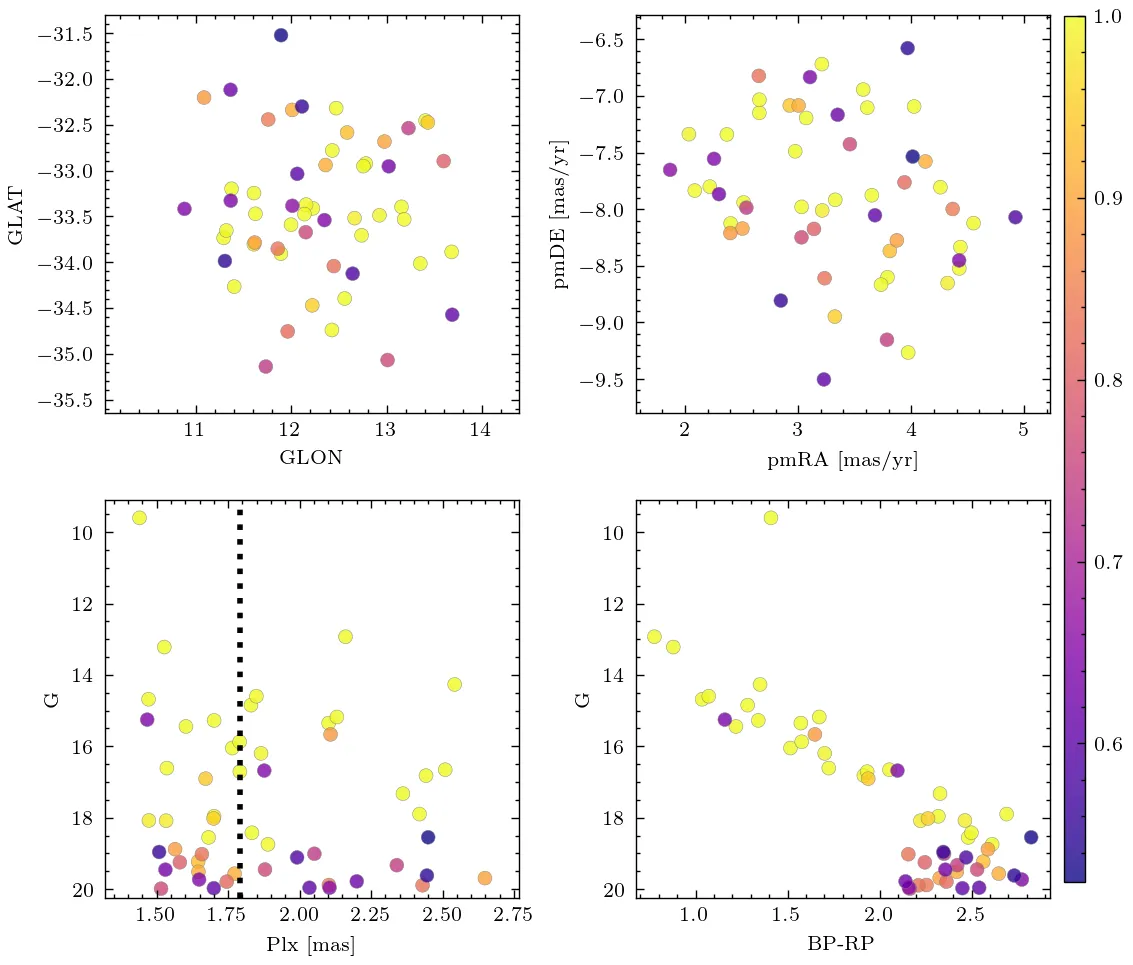 −31.5
−32.0
−32.5
−33.0
−33.5
−34.0
−34.5
−35.0
−35.5
GLAT
11 12 13 14
GLON
−6.5
−7.0
−7.5
−8.0
−8.5
−9.0
−9.5
pmDE [mas/yr]
2 3 4 5
pmRA [mas/yr]
1.0
0.9
0.8
0.7
0.6
10
12
14
16
18
20
G
1.50 1.75 2.00 2.25 2.50 2.75
Plx [mas]
10
12
14
16
18
20
G
1.0 1.5 2.0 2.5
BP-RP